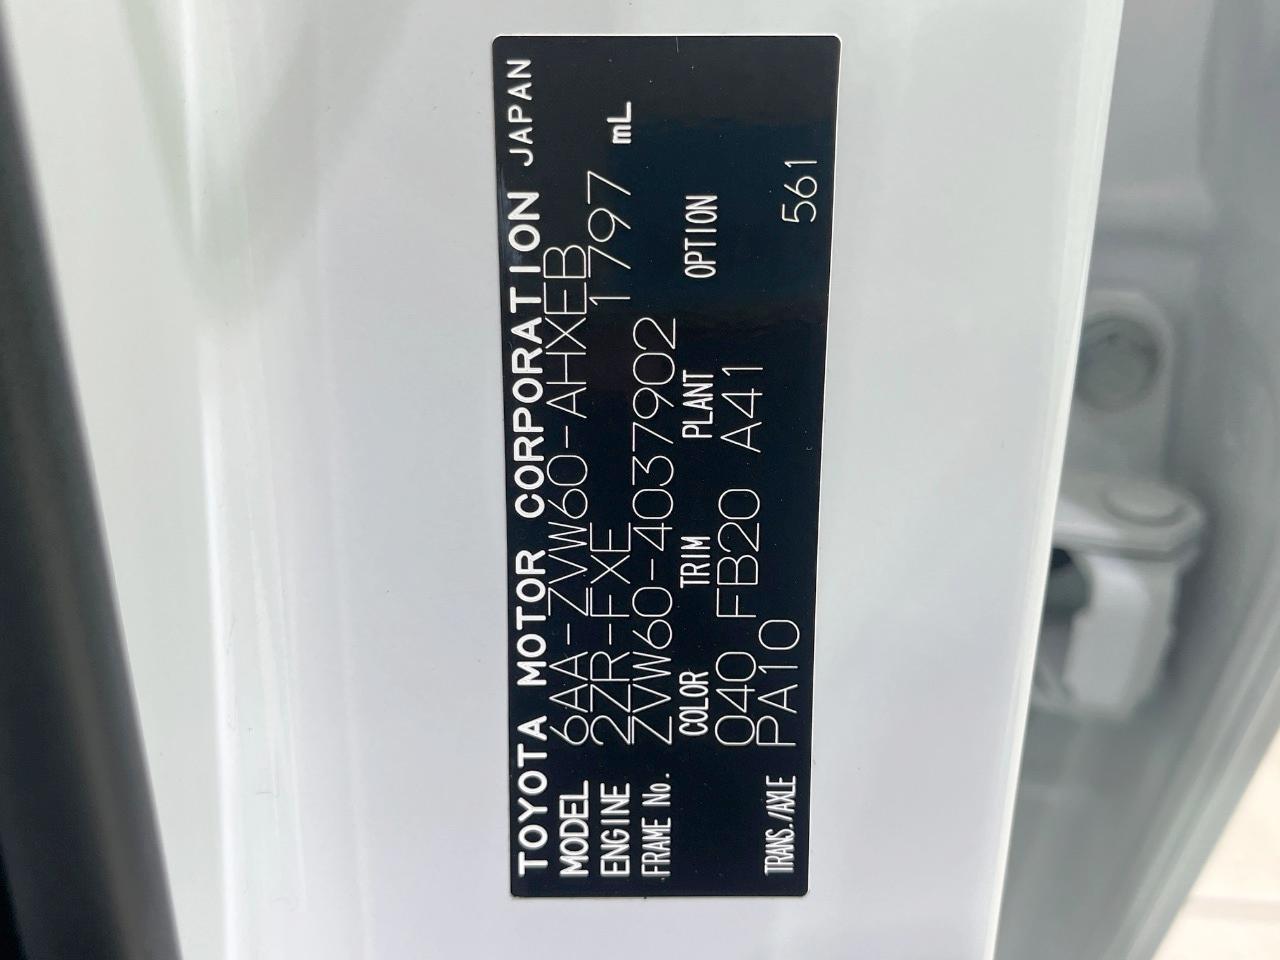 TOYOTA MOTOR CORPORATION JAPAN
MODEL 6AA-ZVW60-AHXEB
ENGINE 2ZR-FXE 1797 mL
FRAME No. ZVW60-4037902
COLOR TRIM PLANT OPTION
040 FB20 A41
TRANS./AXLE PA10 561